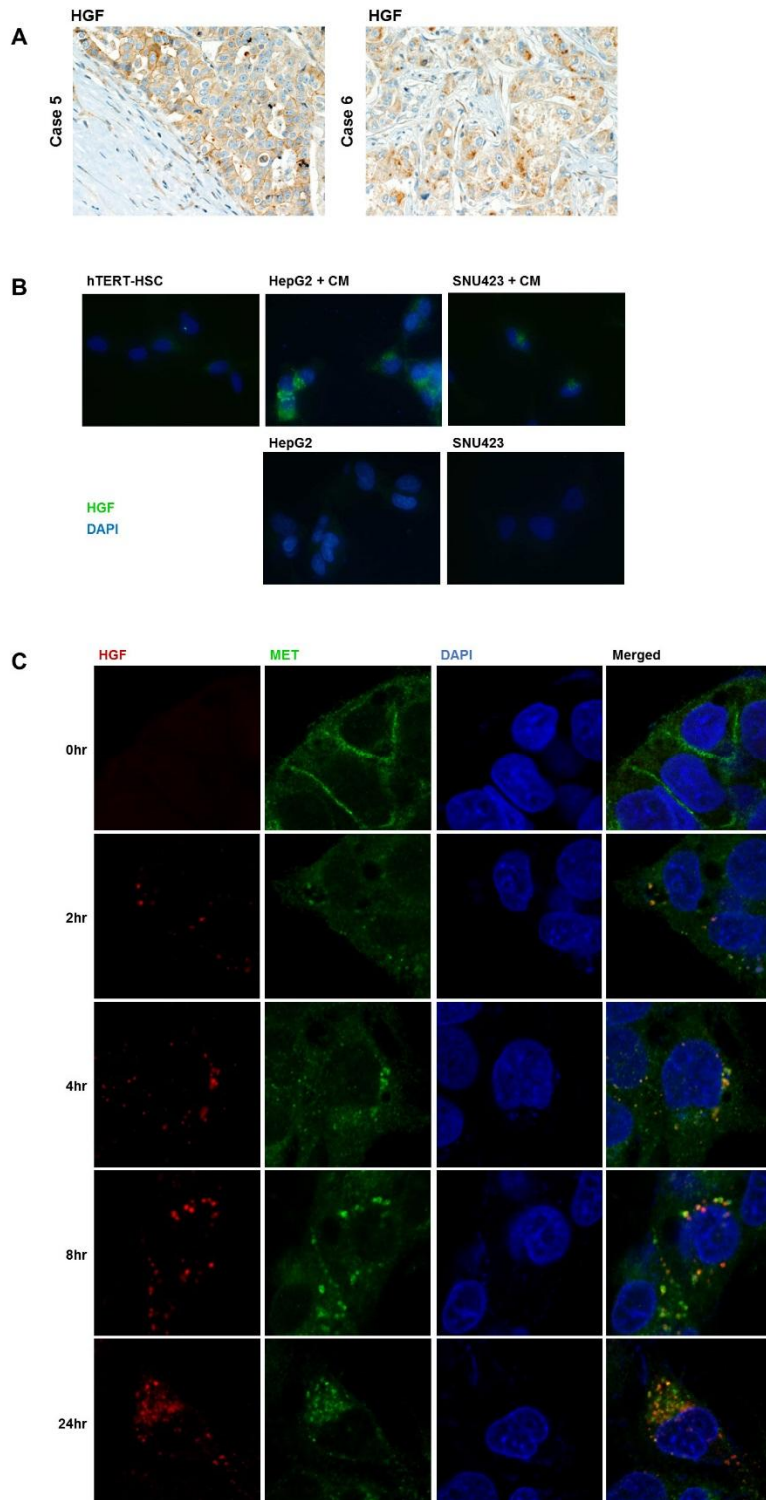 HGF HGF
A
Case 5
Case 6
B
hTERT-HSC HepG2 + CM SNU423 + CM
HepG2 SNU423
HGF
DAPI
C
HGF MET DAPI Merged
0hr
2hr
4hr
8hr
24hr